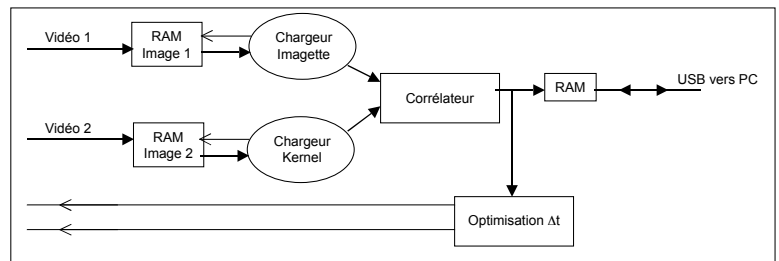 Vidéo 1
RAM
Image 1
Chargeur
Imagette
Corrélateur
RAM
USB vers PC
Vidéo 2
RAM
Image 2
Chargeur
Kernel
Optimisation Δt